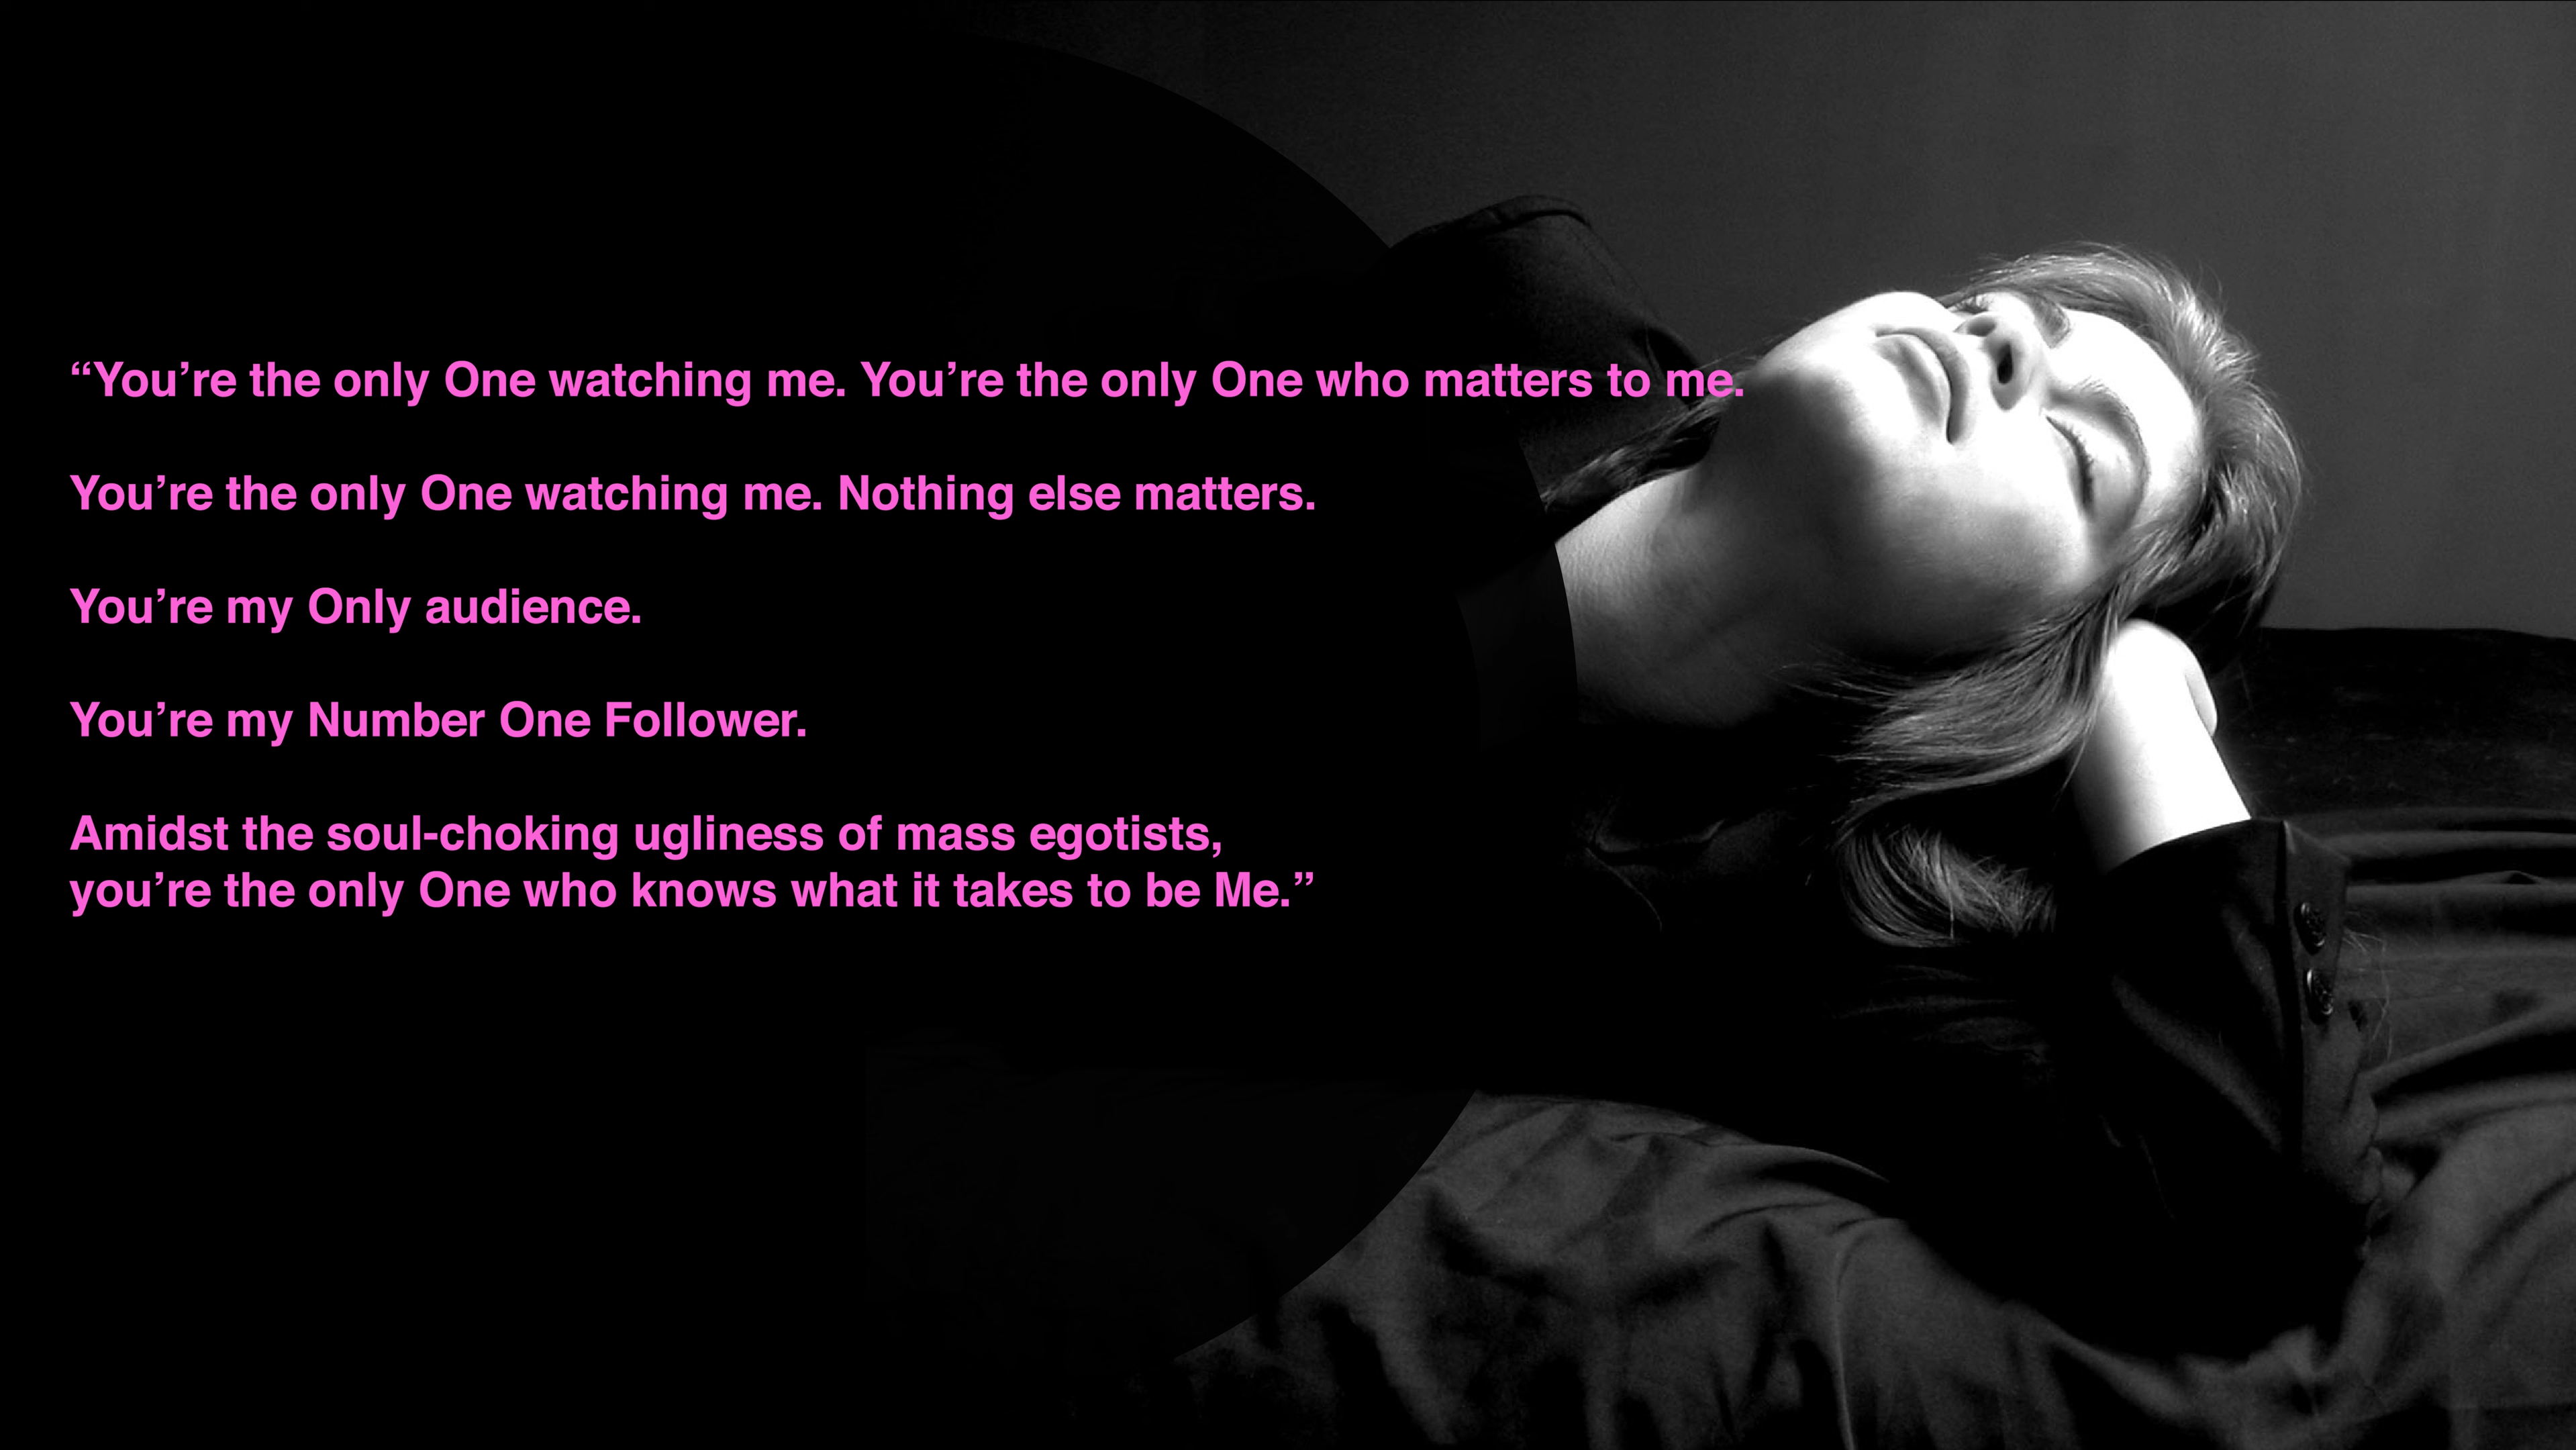 “You’re the only One watching me. You’re the only One who matters to me.
You’re the only One watching me. Nothing else matters.
You’re my Only audience.
You’re my Number One Follower.
Amidst the soul-choking ugliness of mass egotists,
you’re the only One who knows what it takes to be Me.”